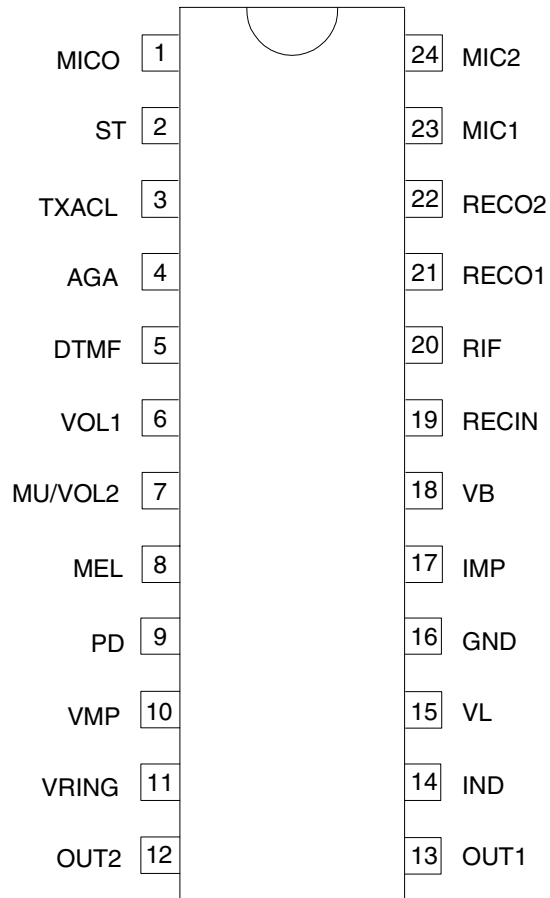 MICO 1 24 MIC2
ST 2 23 MIC1
TXACL 3 22 RECO2
AGA 4 21 RECO1
DTMF 5 20 RIF
VOL1 6 19 RECIN
MU/VOL2 7 18 VB
MEL 8 17 IMP
PD 9 16 GND
VMP 10 15 VL
VRING 11 14 IND
OUT2 12 13 OUT1